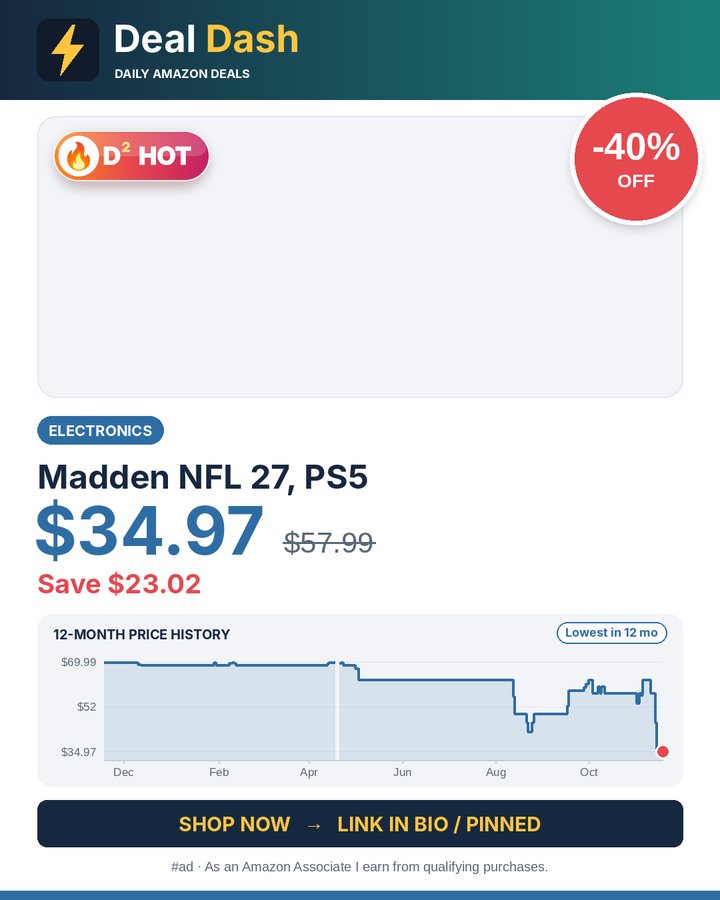 Deal Dash
DAILY AMAZON DEALS
-40%
OFF
D² HOT
ELECTRONICS
Madden NFL 27, PS5
$34.97 $57.99
Save $23.02
12-MONTH PRICE HISTORY
Lowest in 12 mo
$69.99
$52
$34.97
Dec Feb Apr Jun Aug Oct
SHOP NOW → LINK IN BIO / PINNED
#ad · As an Amazon Associate I earn from qualifying purchases.